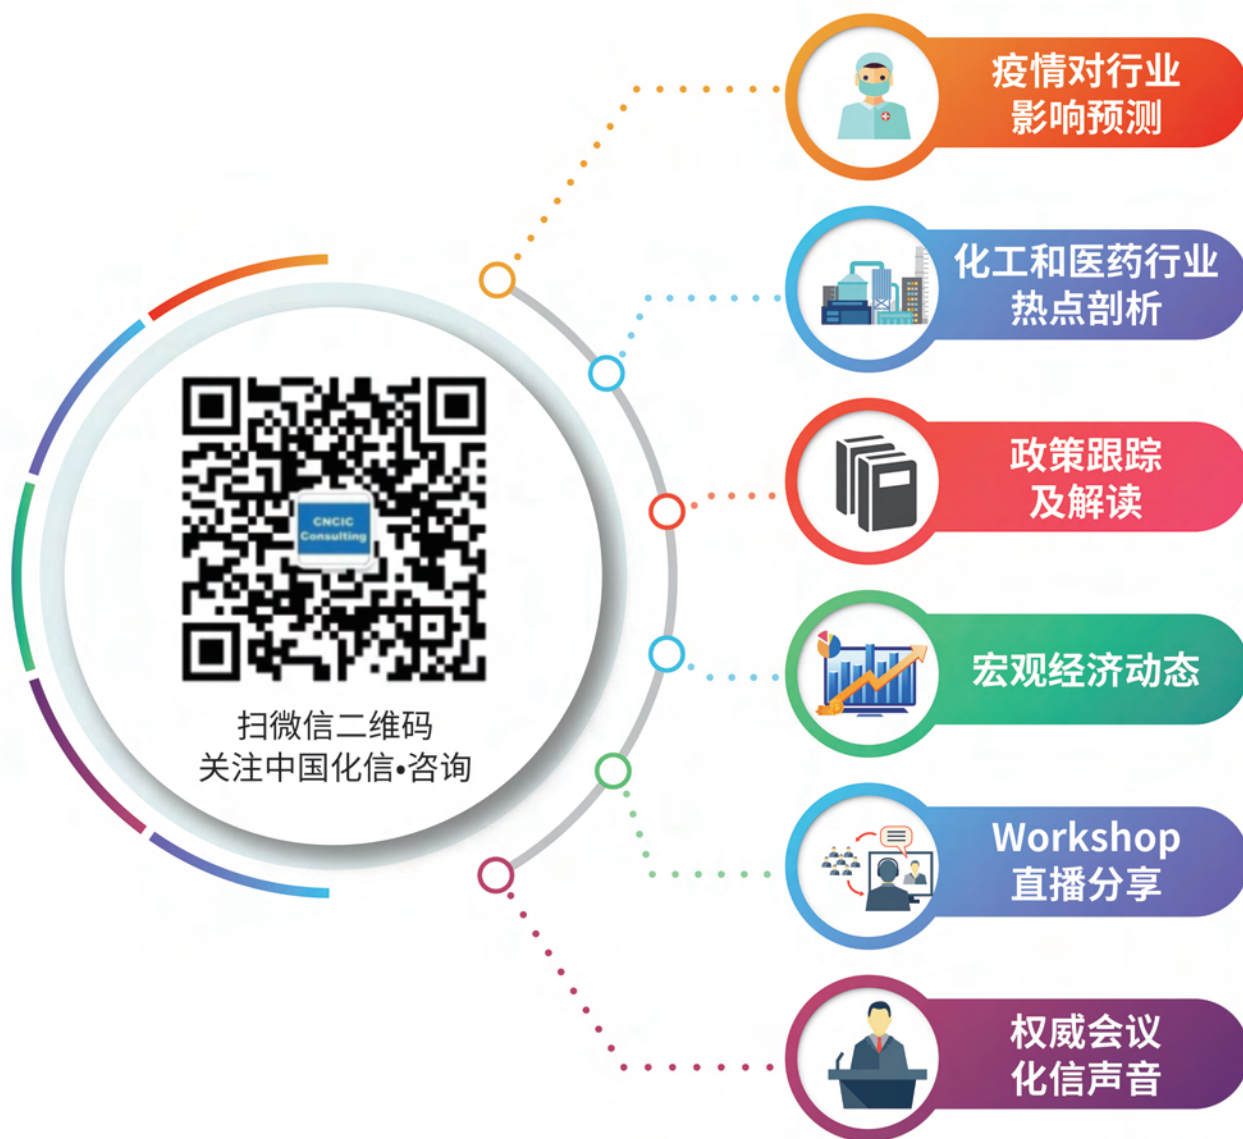 疫情对行业
影响预测
化工和医药行业
热点剖析
政策跟踪
及解读
宏观经济动态
Workshop
直播分享
权威会议
化信声音
CNCIC
Consulting
扫微信二维码
关注中国化信•咨询